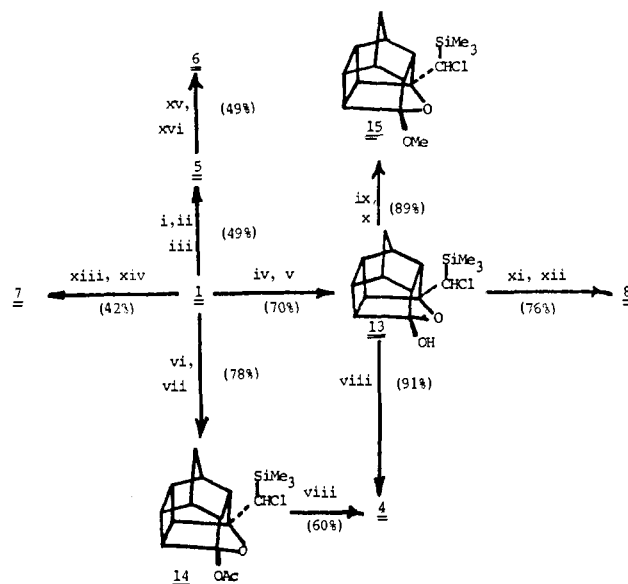 SiMe3
CHCl
O
OMe
15
6
xv,
xvi
(49%)
5
i,ii
iii
(49%)
ix,
x
(89%)
SiMe3
CHCl
O
OH
13
7
xiii, xiv
(42%)
1
iv, v
(70%)
xi, xii
(76%)
8
vi,
vii
(78%)
viii
(91%)
SiMe3
CHCl
O
OAc
14
viii
(60%)
4